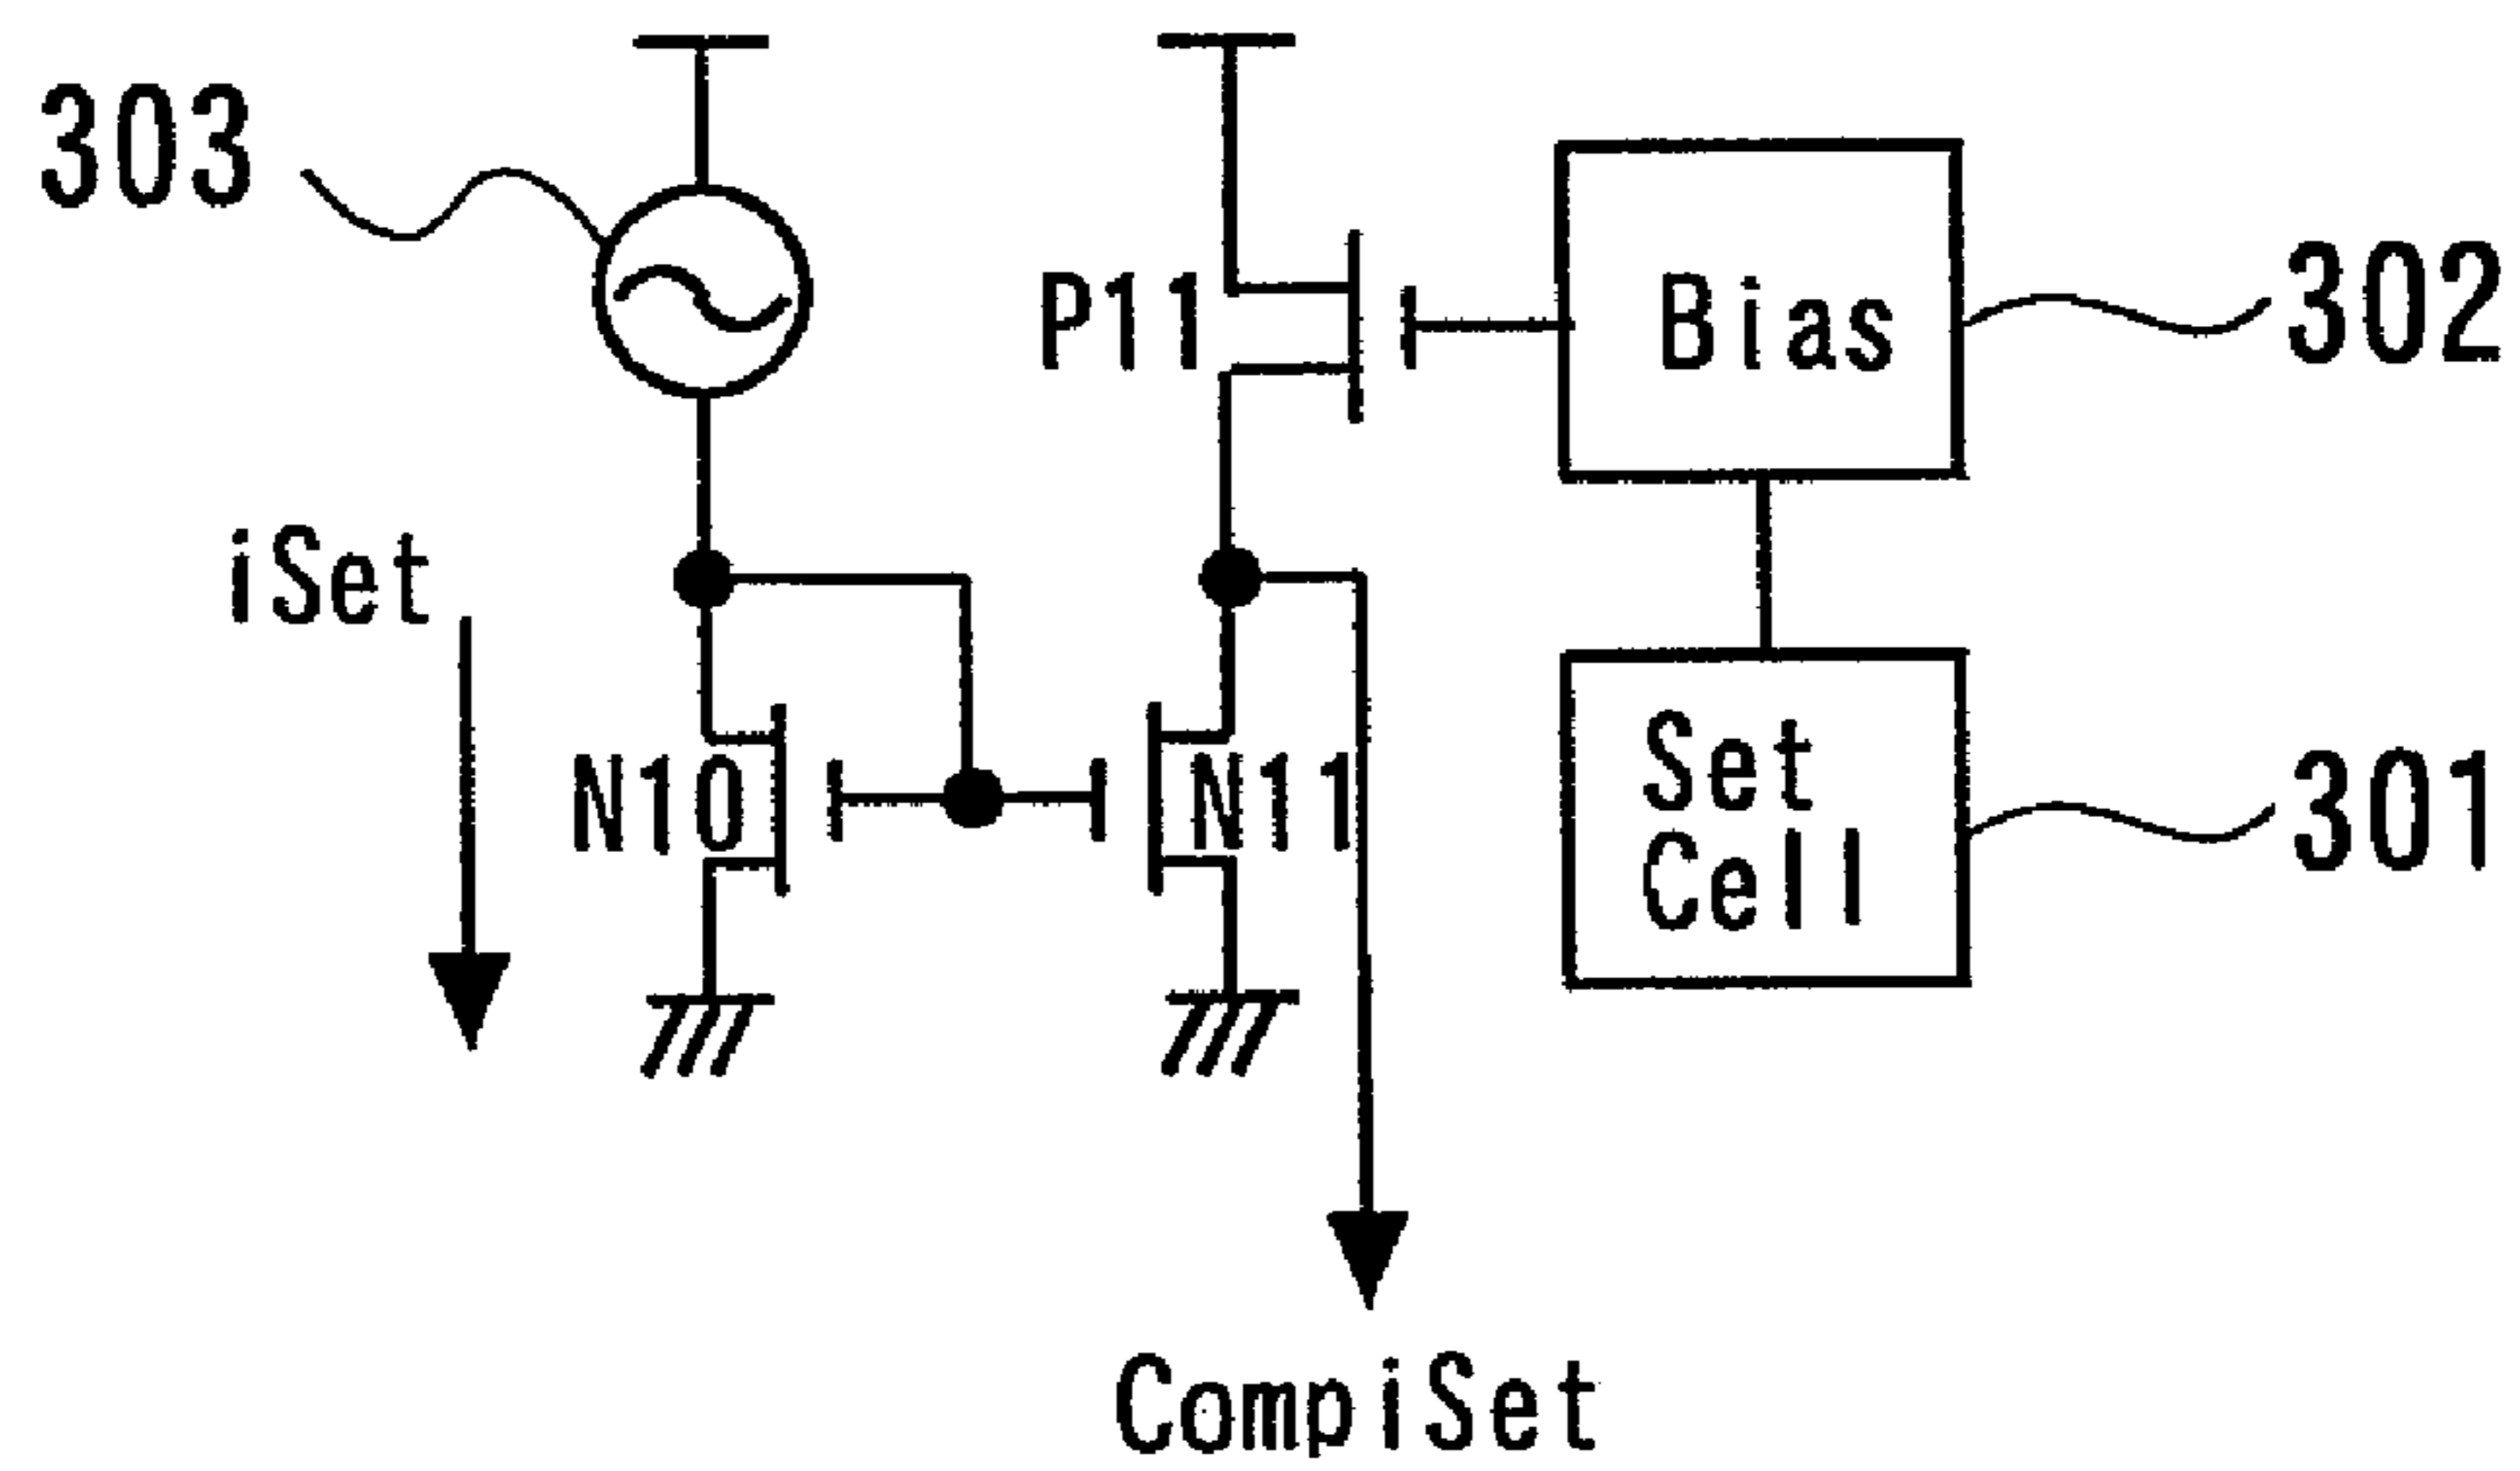 303
P11
Bias
302
iSet
N10
N11
Set
Cell
301
CompiSet